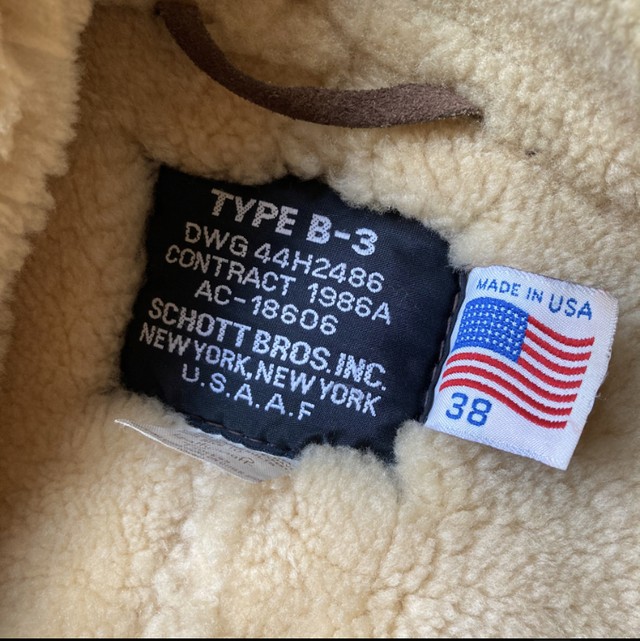 TYPE B-3
DWG 44H2486
CONTRACT 1986A
AC-18606
SCHOTT BROS. INC.
NEW YORK, NEW YORK
U.S.A.A.F
MADE IN USA
38